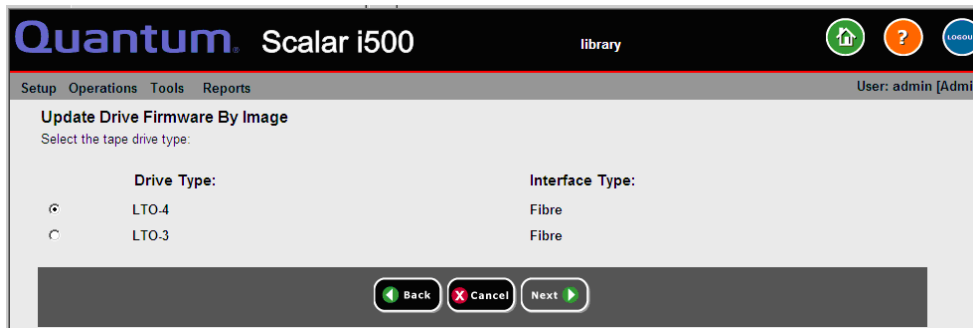 Quantum. Scalar i500 library ? LOGOU
Setup Operations Tools Reports User: admin [Admi
Update Drive Firmware By Image
Select the tape drive type:
Drive Type: Interface Type:
LTO-4 Fibre
LTO-3 Fibre
Back X Cancel Next